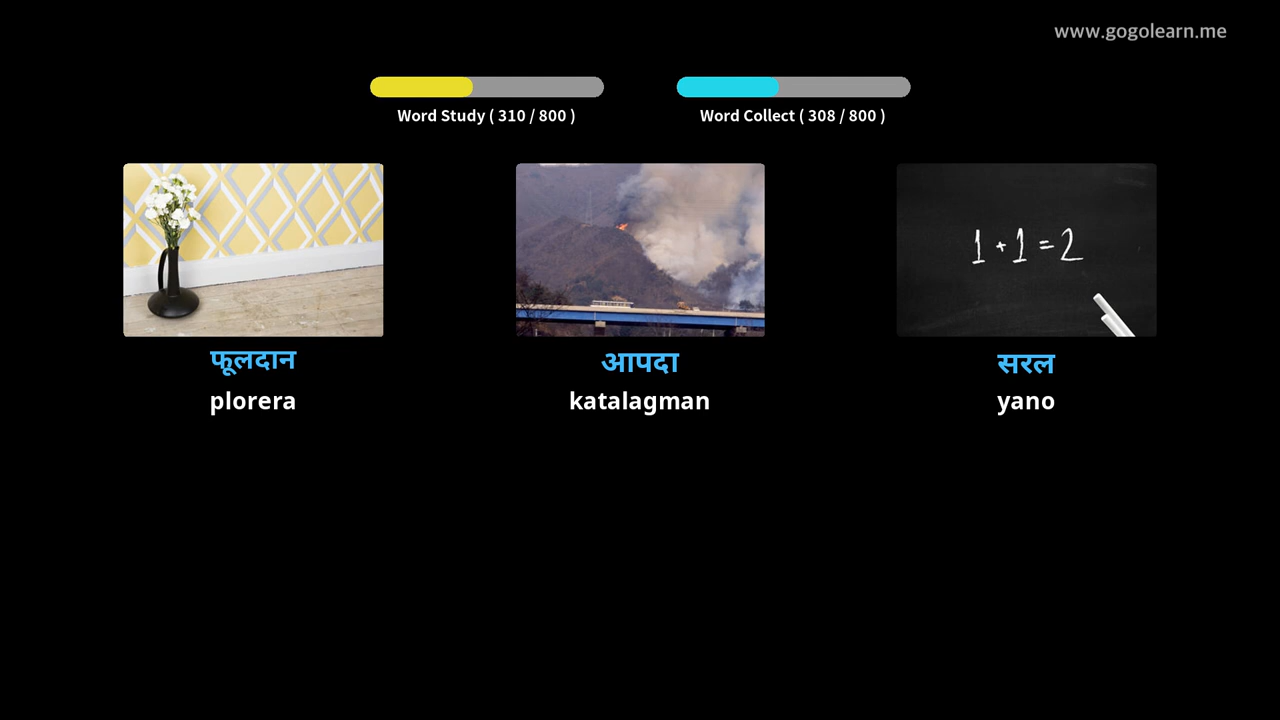 www.gogolearn.me
Word Study ( 310 / 800 )
Word Collect ( 308 / 800 )
1 + 1 = 2
फूलदान
आपदा
सरल
plorera
katalagman
yano